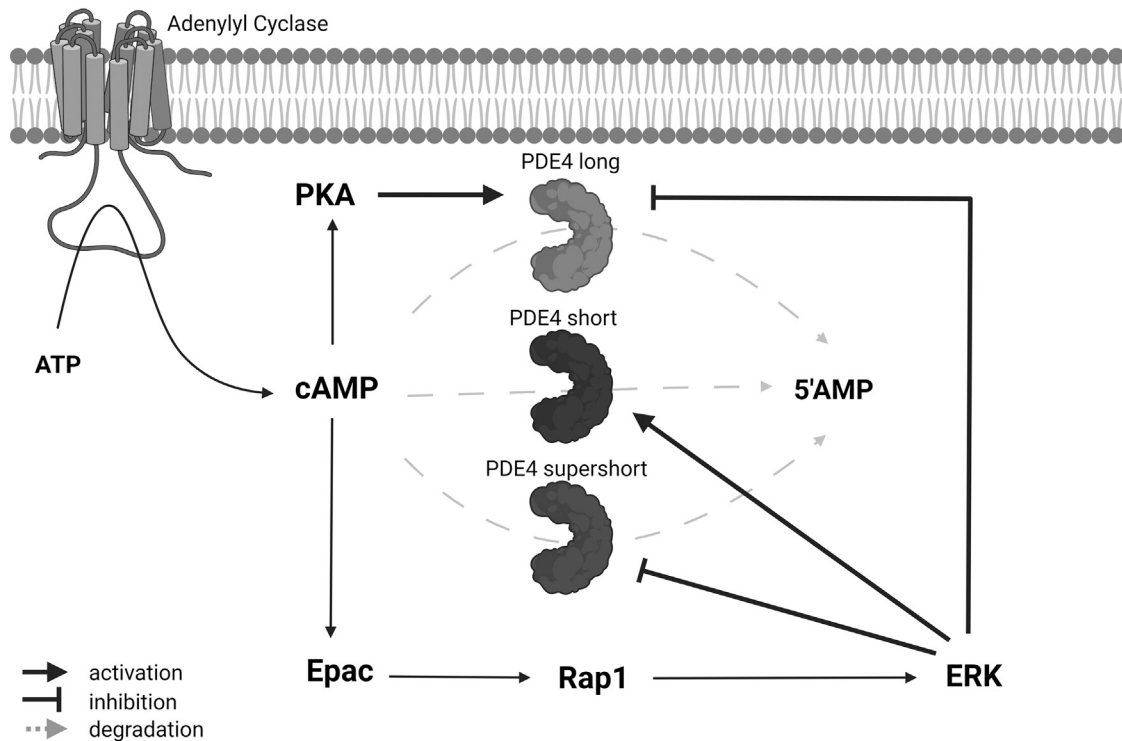 Adenylyl Cyclase
PDE4 long
PKA
PDE4 short
ATP
cAMP
5'AMP
PDE4 supershort
Epac
Rap1
ERK
activation
inhibition
degradation